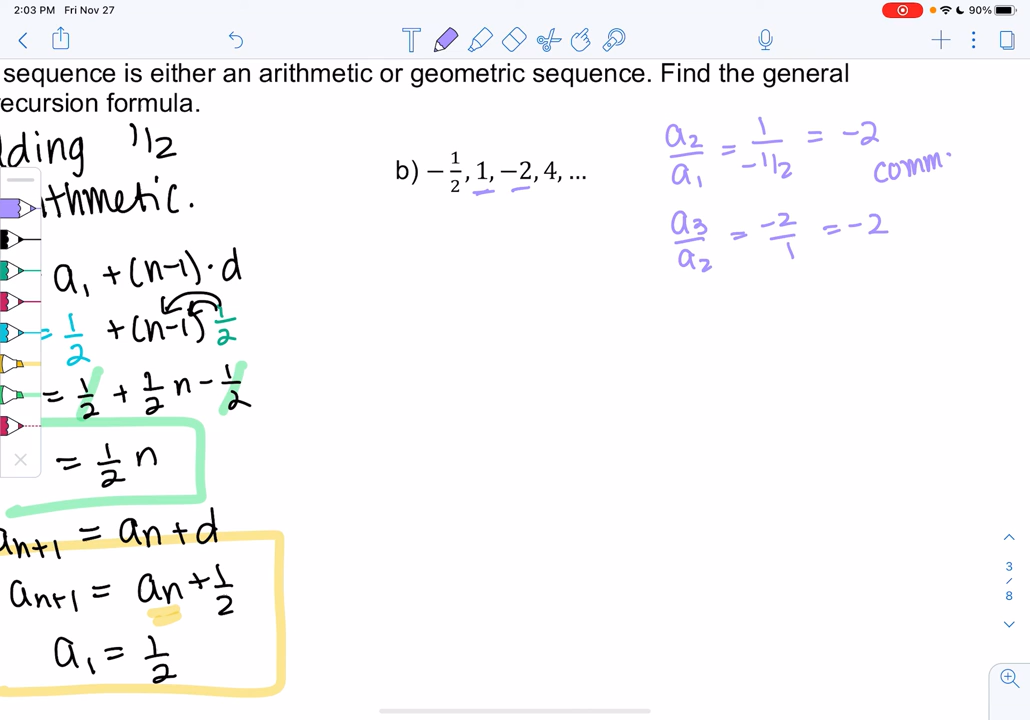 2:03 PM Fri Nov 27
90%
T
sequence is either an arithmetic or geometric sequence. Find the general
recursion formula.
lding 1/2
ithmetic.
a₁ + (n-1)·d
= 1/2 + (n-1) 1/2
= 1/2 + 1/2 n - 1/2
= 1/2 n
an+1 = an + d
an+1 = an + 1/2
a₁ = 1/2
b) −1/2, 1, −2, 4, ...
a₂/a₁ = 1/-1/2 = -2
comm.
a₃/a₂ = -2/1 = -2
3
/
8